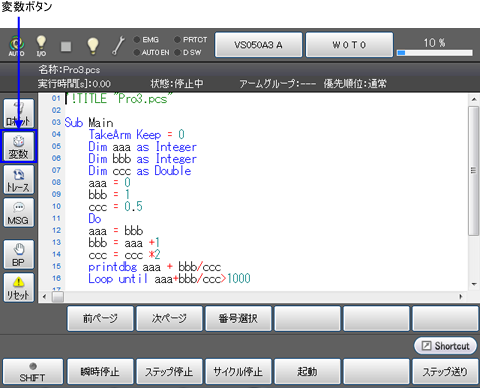 変数ボタン
EMG
PRTCT
AUTO
I/O
AUTO EN
D SW
VS050A3 A
W 0 T 0
10 %
名称:Pro3.pcs
実行時間[s]:0.00 状態:停止中 アームグループ:--- 優先順位:通常
ロボット
変数
トレース
MSG
BP
リセット
01 '!TITLE "Pro3.pcs"
02
03 Sub Main
04 TakeArm Keep = 0
05 Dim aaa as Integer
06 Dim bbb as Integer
07 Dim ccc as Double
08 aaa = 0
09 bbb = 1
10 ccc = 0.5
11 Do
12 aaa = bbb
13 bbb = aaa +1
14 ccc = ccc *2
15 printdbg aaa + bbb/ccc
16 Loop until aaa+bbb/ccc>1000
17
前ページ 次ページ 番号選択
Shortcut
SHIFT 瞬時停止 ステップ停止 サイクル停止 起動 ステップ送り